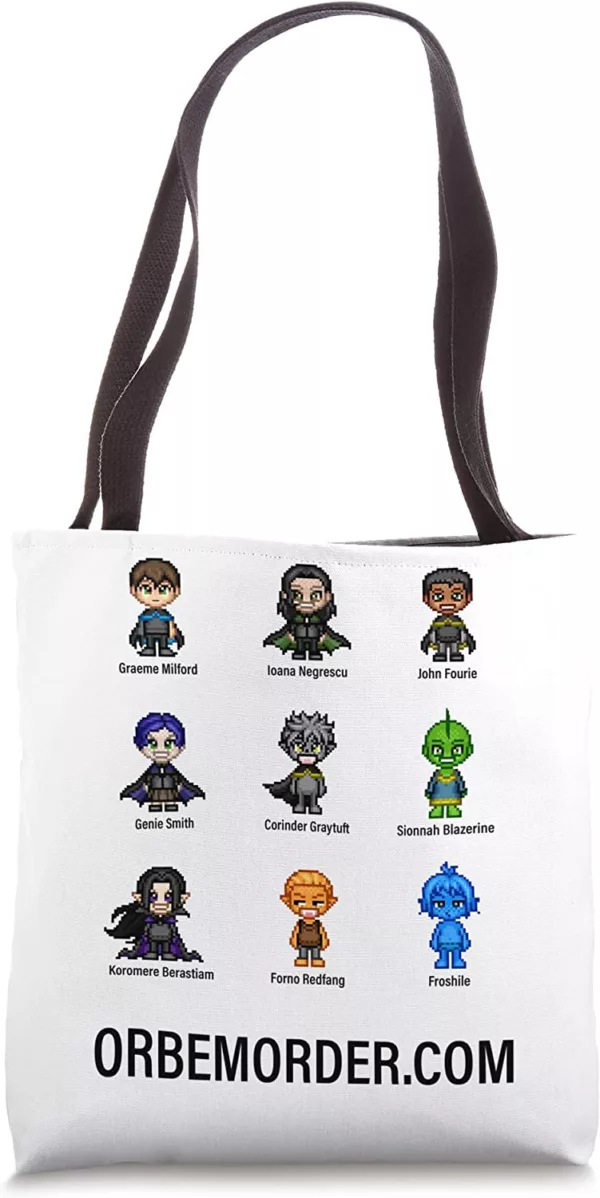 Graeme Milford
Ioana Negrescu
John Fourie
Genie Smith
Corinder Graytuft
Sionnah Blazerine
Koromere Berastiam
Forno Redfang
Froshile
ORBEMORDER.COM